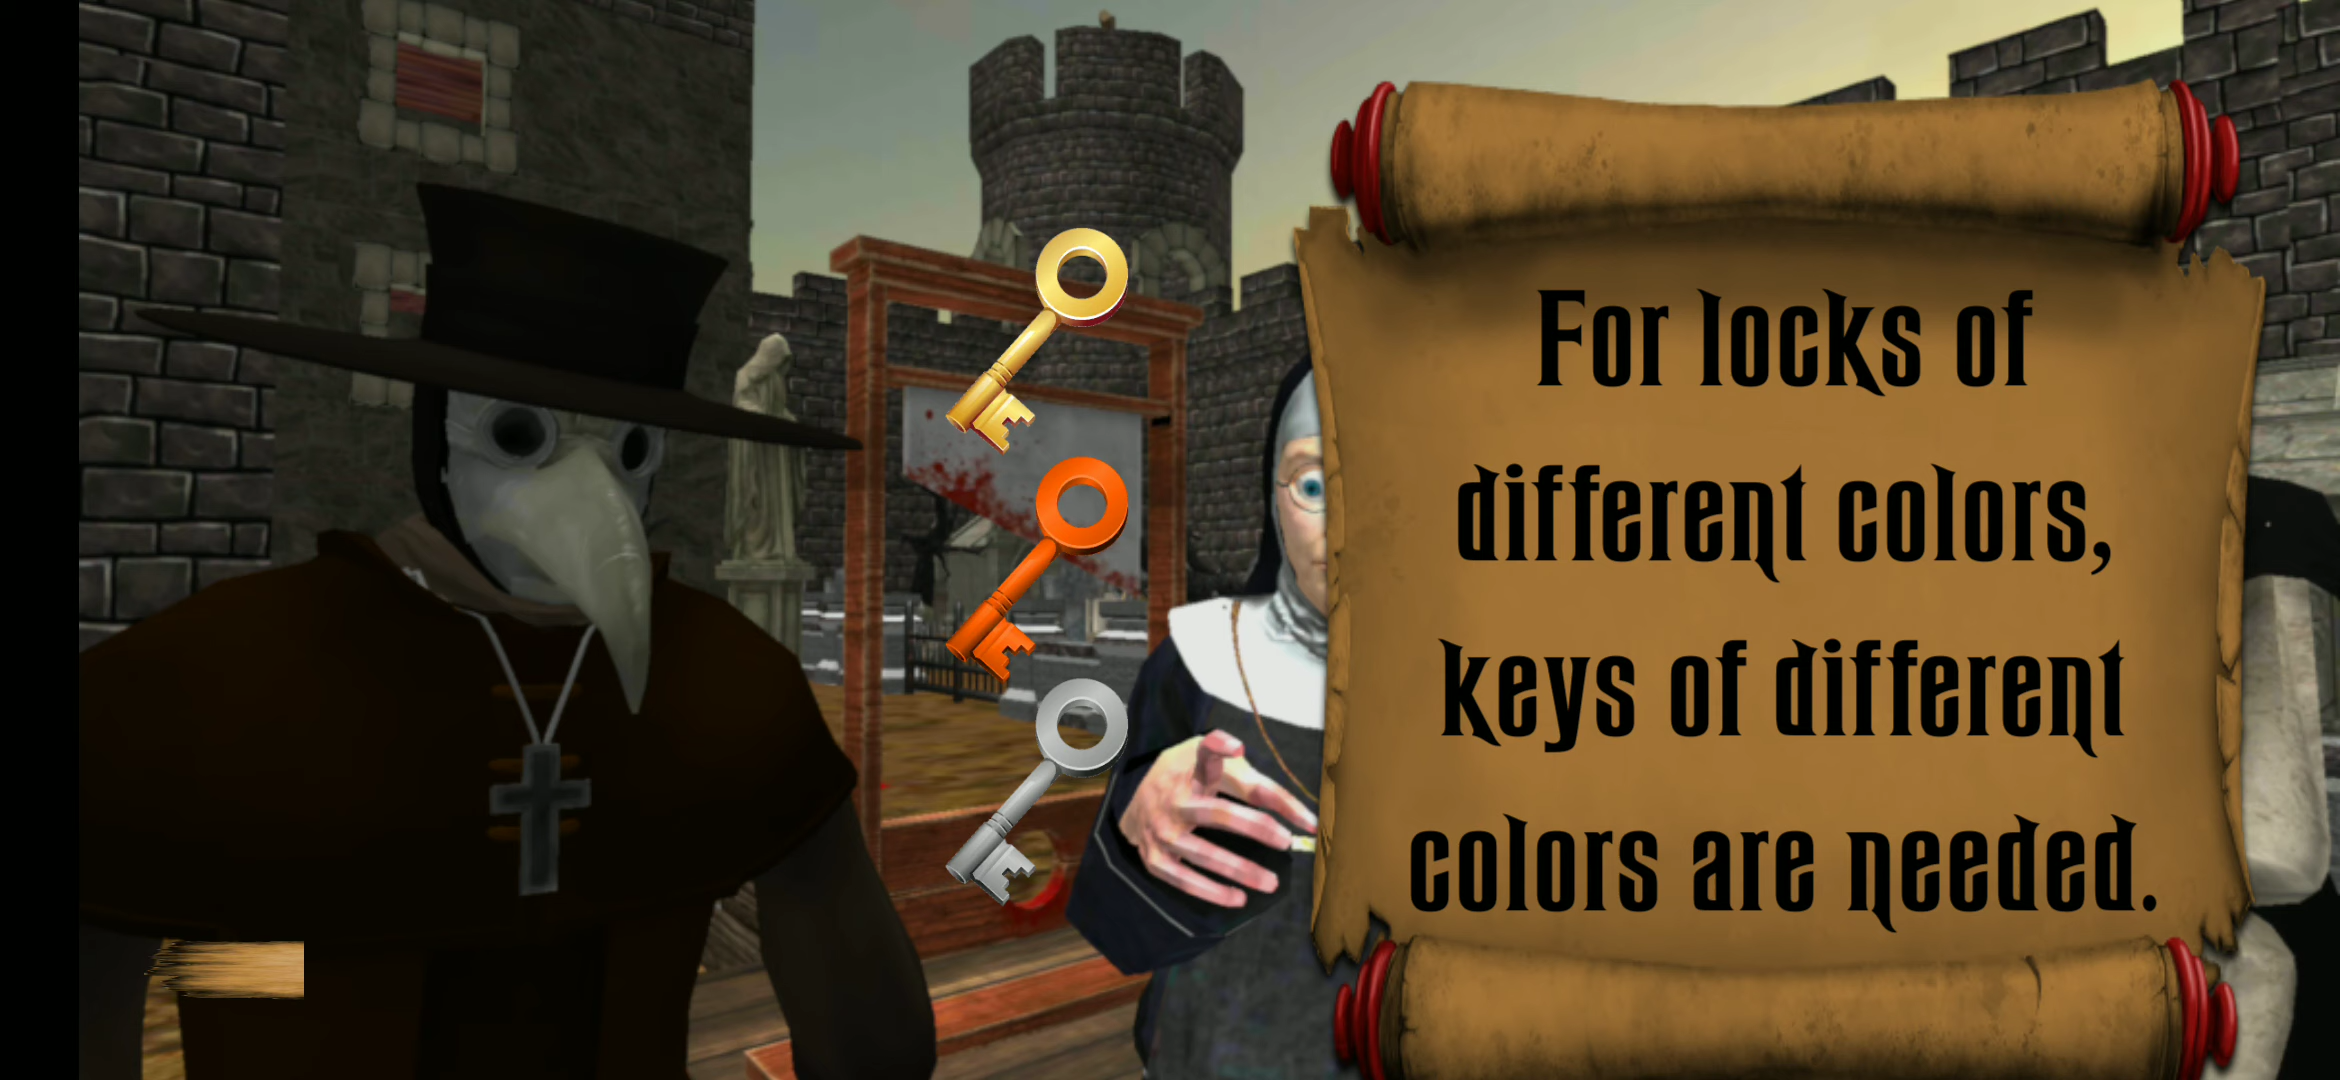 For locks of
different colors,
keys of different
colors are needed.